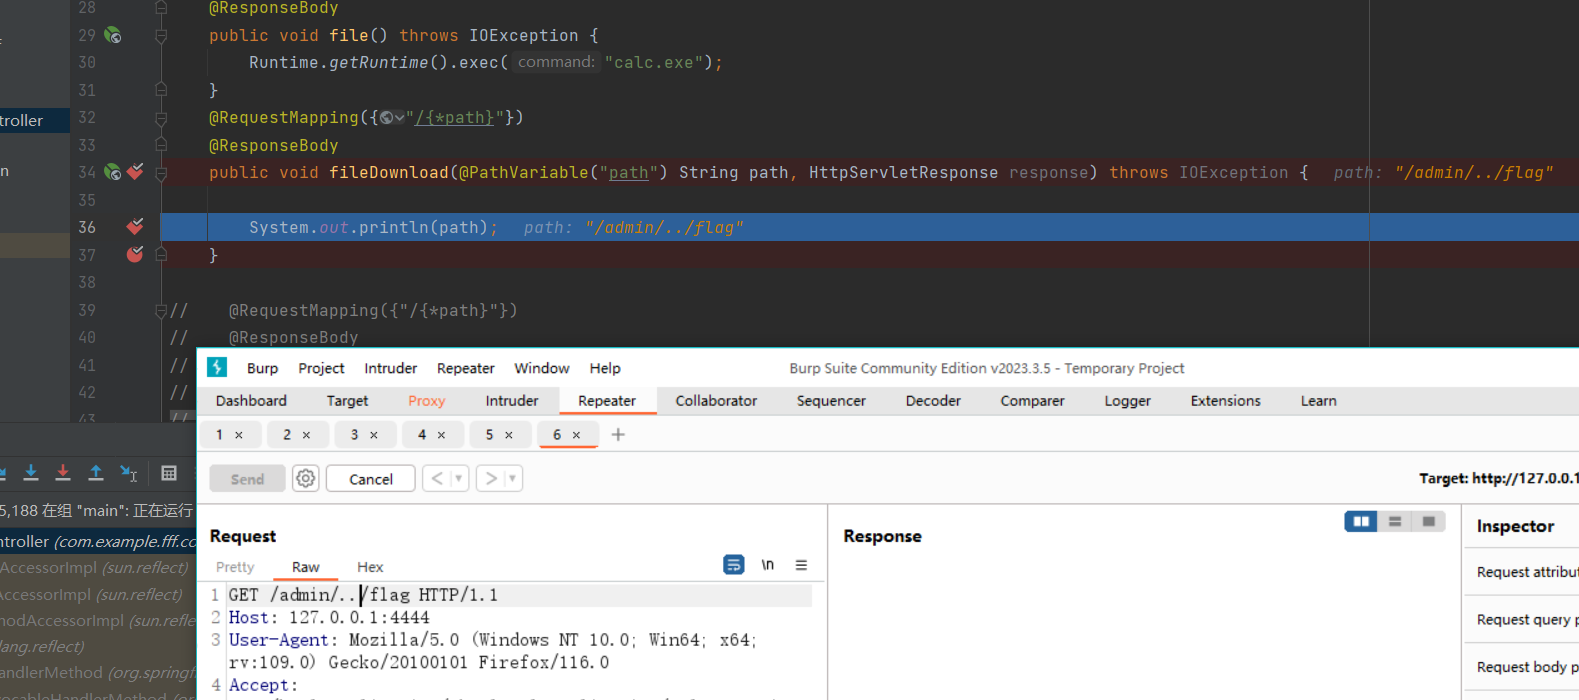 28 @ResponseBody
29 public void file() throws IOException {
30 Runtime.getRuntime().exec( command: "calc.exe");
31 }
troller
32 @RequestMapping({"/{*path}"})
33 @ResponseBody
n
34 public void fileDownload(@PathVariable("path") String path, HttpServletResponse response) throws IOException { path: "/admin/../flag"
35
36 System.out.println(path); path: "/admin/../flag"
37 }
38
39 // @RequestMapping({"/{*path}"})
40 // @ResponseBody
41 //
42 //
43 //
Burp Project Intruder Repeater Window Help Burp Suite Community Edition v2023.3.5 - Temporary Project
Dashboard Target Proxy Intruder Repeater Collaborator Sequencer Decoder Comparer Logger Extensions Learn
1 × 2 × 3 × 4 × 5 × 6 × +
Send Cancel < > Target: http://127.0.0.1
5,188 在组 "main": 正在运行
ntroller (com.example.fff.co
AccessorImpl (sun.reflect)
AccessorImpl (sun.reflect)
hodAccessorImpl (sun.refle
lang.reflect)
HandlerMethod (org.springf
ocableHandlerMethod (or
Request
Pretty Raw Hex \n
1 GET /admin/../flag HTTP/1.1
2 Host: 127.0.0.1:4444
3 User-Agent: Mozilla/5.0 (Windows NT 10.0; Win64; x64;
rv:109.0) Gecko/20100101 Firefox/116.0
4 Accept:
Response
Inspector
Request attribut
Request query p
Request body p